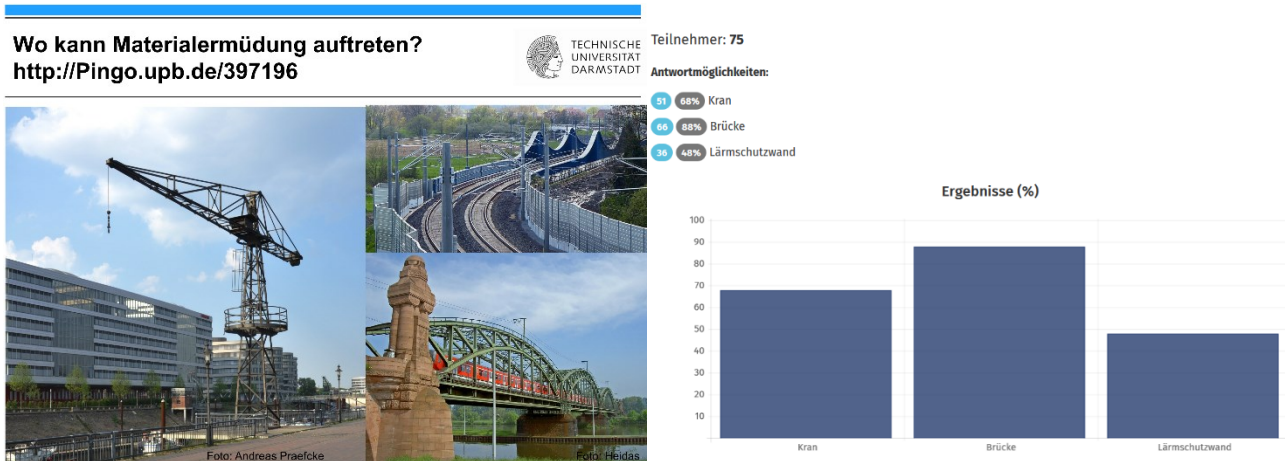 Wo kann Materialermüdung auftreten?
http://Pingo.upb.de/397196
TECHNISCHE
UNIVERSITÄT
DARMSTADT
Foto: Andreas Praefcke
Foto: Heidas
Teilnehmer: 75
Antwortmöglichkeiten:
51 68% Kran
66 88% Brücke
36 48% Lärmschutzwand
Ergebnisse (%)
100
90
80
70
60
50
40
30
20
10
Kran Brücke Lärmschutzwand